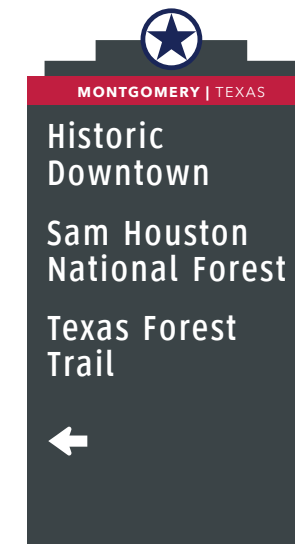 MONTGOMERY | TEXAS
Historic
Downtown
Sam Houston
National Forest
Texas Forest
Trail